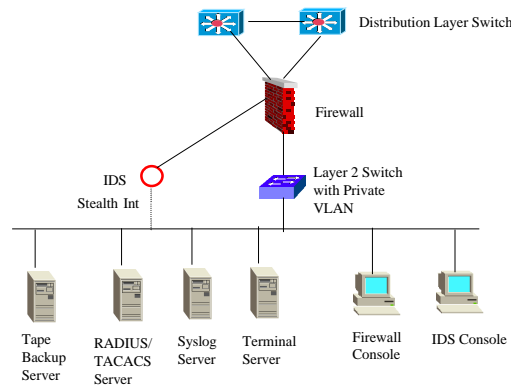 Distribution Layer Switch
Firewall
IDS
Stealth Int
Layer 2 Switch
with Private
VLAN
Tape
Backup
Server
RADIUS/
TACACS
Server
Syslog
Server
Terminal
Server
Firewall
Console
IDS Console